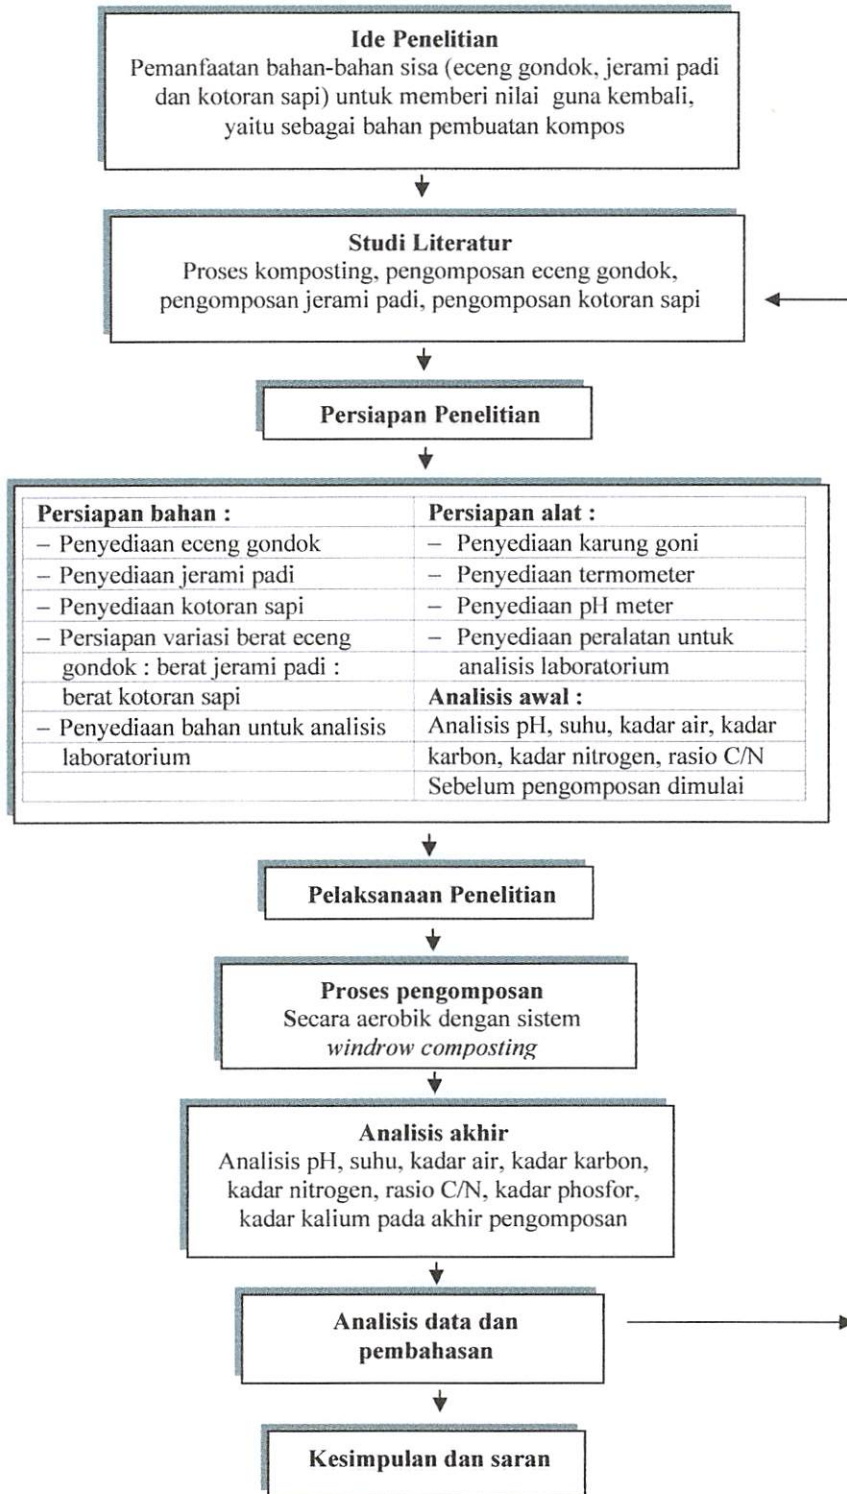 Ide Penelitian
Pemanfaatan bahan-bahan sisa (eceng gondok, jerami padi
dan kotoran sapi) untuk memberi nilai guna kembali,
yaitu sebagai bahan pembuatan kompos
Studi Literatur
Proses komposting, pengomposan eceng gondok,
pengomposan jerami padi, pengomposan kotoran sapi
Persiapan Penelitian
Persiapan bahan :
– Penyediaan eceng gondok
– Penyediaan jerami padi
– Penyediaan kotoran sapi
– Persiapan variasi berat eceng
gondok : berat jerami padi :
berat kotoran sapi
– Penyediaan bahan untuk analisis
laboratorium
Persiapan alat :
– Penyediaan karung goni
– Penyediaan termometer
– Penyediaan pH meter
– Penyediaan peralatan untuk
analisis laboratorium
Analisis awal :
Analisis pH, suhu, kadar air, kadar
karbon, kadar nitrogen, rasio C/N
Sebelum pengomposan dimulai
Pelaksanaan Penelitian
Proses pengomposan
Secara aerobik dengan sistem
windrow composting
Analisis akhir
Analisis pH, suhu, kadar air, kadar karbon,
kadar nitrogen, rasio C/N, kadar phosfor,
kadar kalium pada akhir pengomposan
Analisis data dan
pembahasan
Kesimpulan dan saran